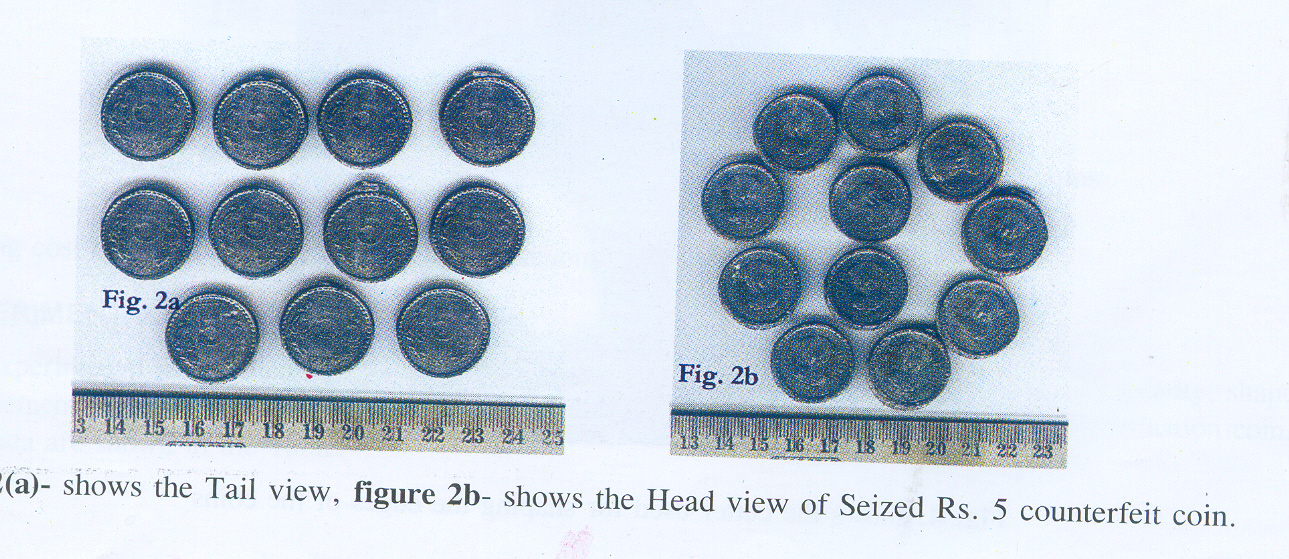 Fig. 2a
Fig. 2b
13 14 15 16 17 18 19 20 21 22 23 24 25
13 14 15 16 17 18 19 20 21 22 23
2(a)- shows the Tail view, figure 2b- shows the Head view of Seized Rs. 5 counterfeit coin.